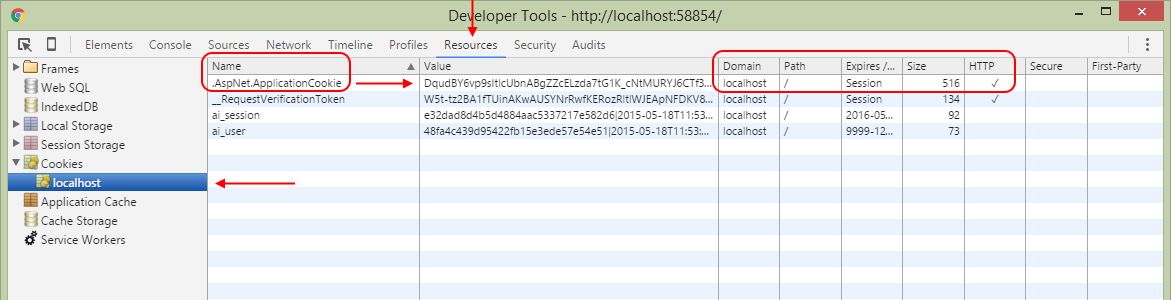 Developer Tools - http://localhost:58854/
Elements Console Sources Network Timeline Profiles Resources Security Audits
Frames
Web SQL
IndexedDB
Local Storage
Session Storage
Cookies
localhost
Application Cache
Cache Storage
Service Workers
Name Value Domain Path Expires /... Size HTTP Secure First-Party
.AspNet.ApplicationCookie DqudBY6vp9sItIcUbnABgZZcELzda7tG1K_cNtMURYJ6CTf3... localhost / Session 516 ✓
__RequestVerificationToken W5t-tz2BA1fTUinAKwAUSYNrRwfKERozRItIWJEApNFDKV8... localhost / Session 134 ✓
ai_session e32dad8d4b5d4884aac5337217e582d6|2015-05-18T11:53:... localhost / 2016-05... 92
ai_user 48fa4c439d95422fb15e3ede57e54e51|2015-05-18T11:53:... localhost / 9999-12... 73